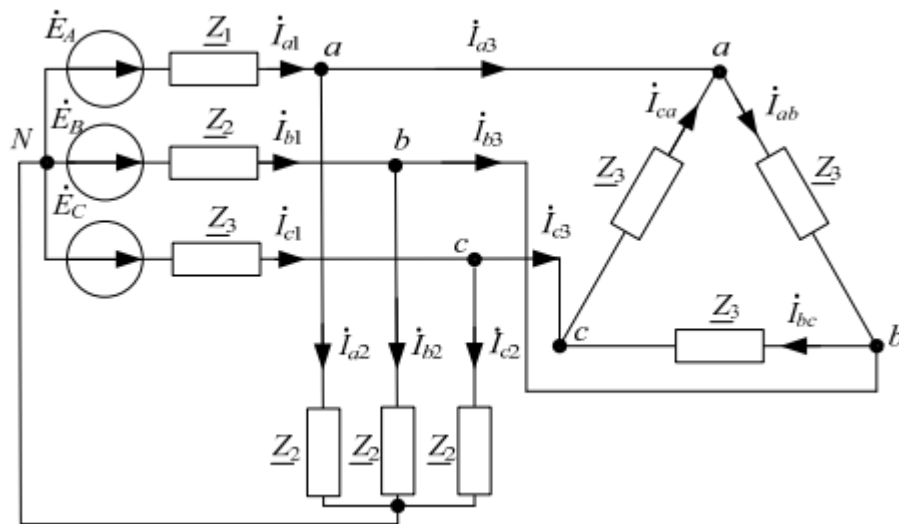 Ė_A Z_1 İ_a1 a İ_a3 a
N Ė_B Z_2 İ_b1 b İ_b3 İ_ca İ_ab
Z_3 Z_3
Ė_C Z_3 İ_c1 c İ_c3
Z_3 İ_bc
c b
İ_a2 İ_b2 İ_c2
Z_2 Z_2 Z_2